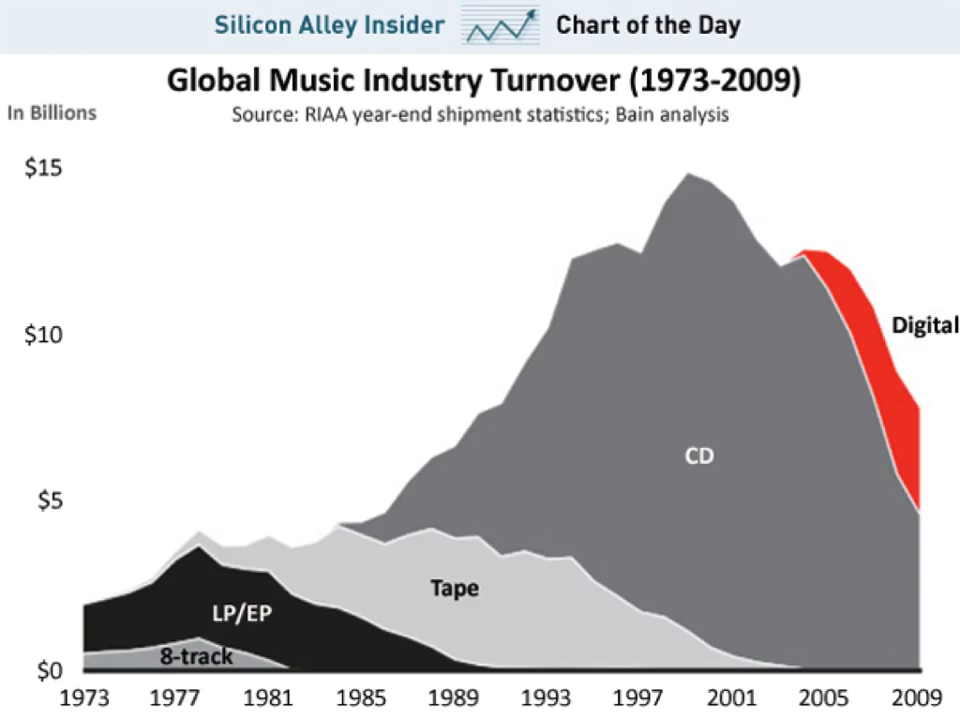 Silicon Alley Insider Chart of the Day
Global Music Industry Turnover (1973-2009)
In Billions
Source: RIAA year-end shipment statistics; Bain analysis
$15
$10
Digital
CD
$5
Tape
LP/EP
8-track
$0
1973 1977 1981 1985 1989 1993 1997 2001 2005 2009